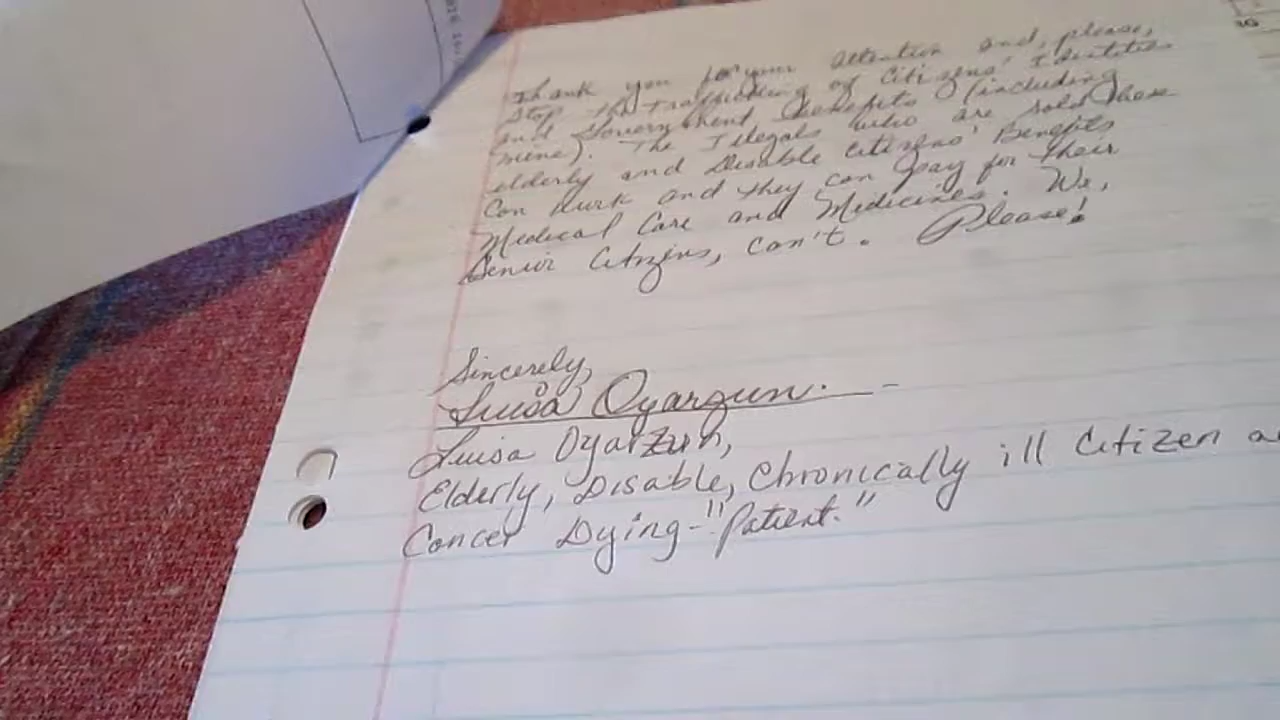 Thank you for your attention and, please,
stop the Trafficking of Citizens' Identities
and Government Benefits (including
mine). The Illegals who are sold these
elderly and Disable Citizens' Benefits
can work and they can pay for their
Medical Care and Medicines. We,
Senior Citizens, can't. Please!
Sincerely,
Luisa Oyarzun.
Luisa Oyarzun,
Elderly, Disable, Chronically ill Citizen
Cancer Dying-"Patient."